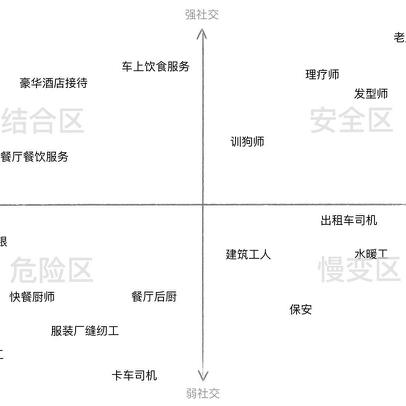 强社交
老
车上饮食服务
理疗师
豪华酒店接待
发型师
结合区
安全区
训狗师
餐厅餐饮服务
出租车司机
建筑工人
水暖工
危险区
慢变区
快餐厨师
餐厅后厨
保安
服装厂缝纫工
工
卡车司机
弱社交